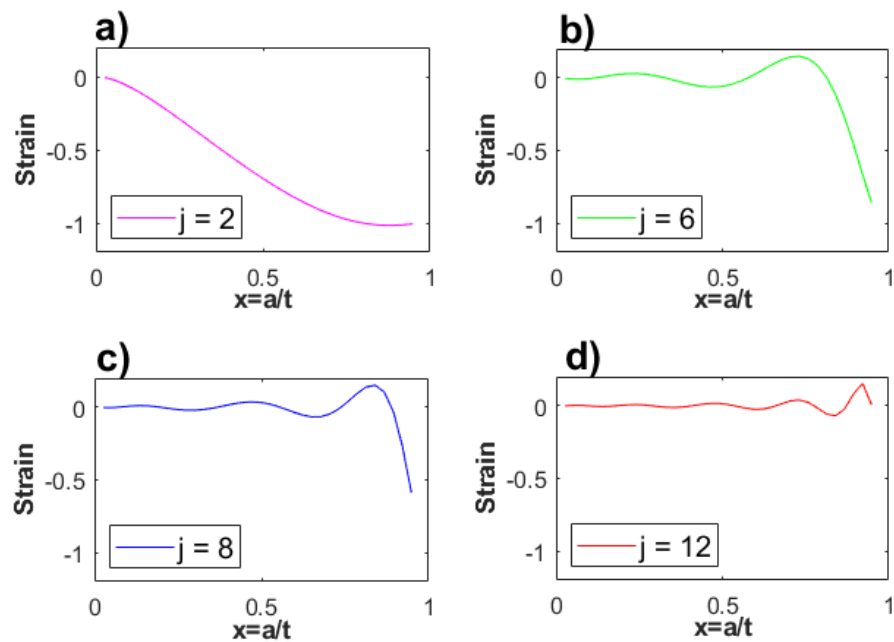 a)
0
-0.5
-1
Strain
j = 2
0
0.5
1
x=a/t
b)
0
-0.5
-1
Strain
j = 6
0
0.5
1
x=a/t
c)
0
-0.5
-1
Strain
j = 8
0
0.5
1
x=a/t
d)
0
-0.5
-1
Strain
j = 12
0
0.5
1
x=a/t